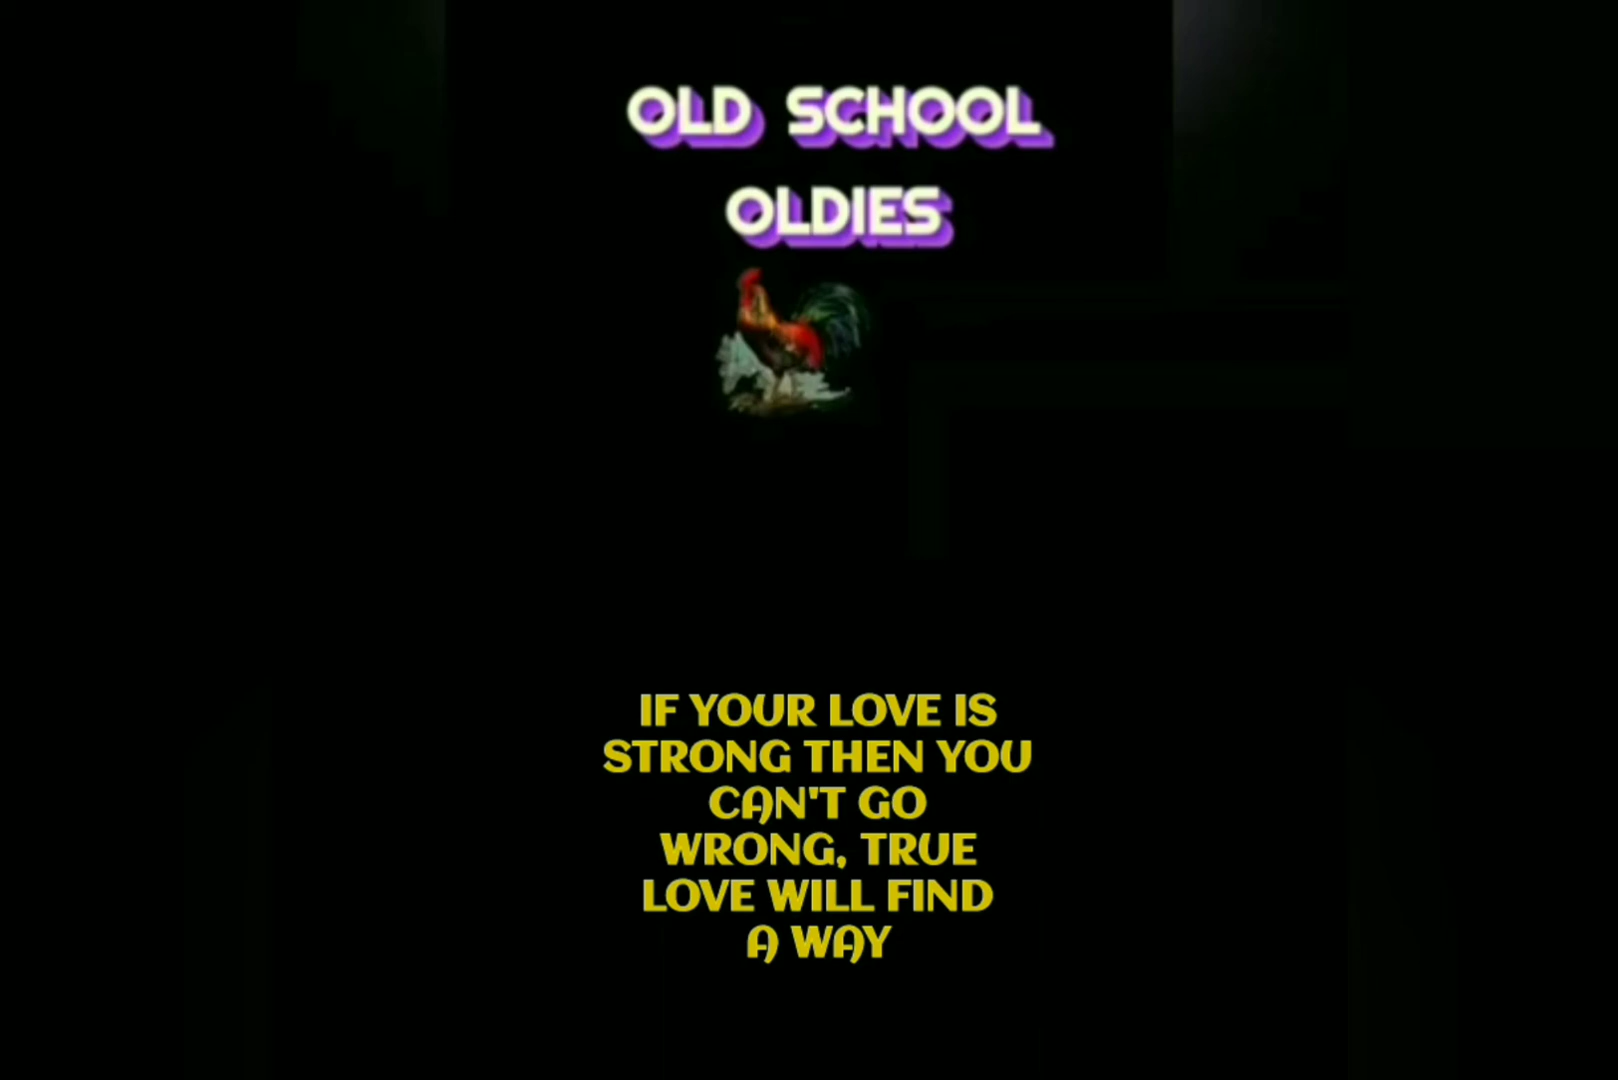 OLD SCHOOL
OLDIES
IF YOUR LOVE IS
STRONG THEN YOU
CAN'T GO
WRONG, TRUE
LOVE WILL FIND
A WAY